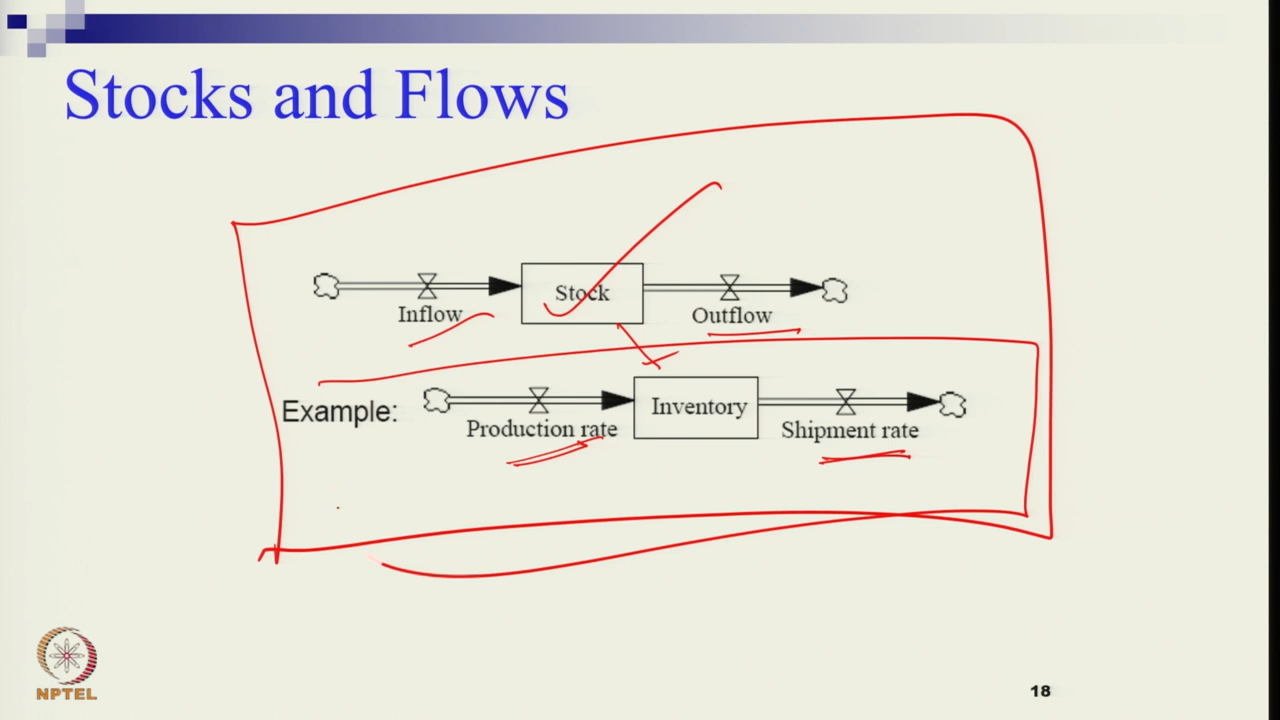 Stocks and Flows
Stock
Inflow
Outflow
Example:
Inventory
Production rate
Shipment rate
NPTEL
18